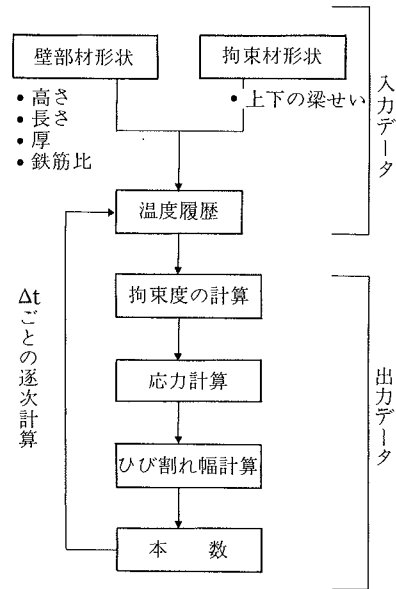 壁部材形状
• 高さ
• 長さ
• 厚
• 鉄筋比
拘束材形状
• 上下の梁せい
入力データ
温度履歴
拘束度の計算
応力計算
ひび割れ幅計算
本　数
Δtごとの逐次計算
出力データ